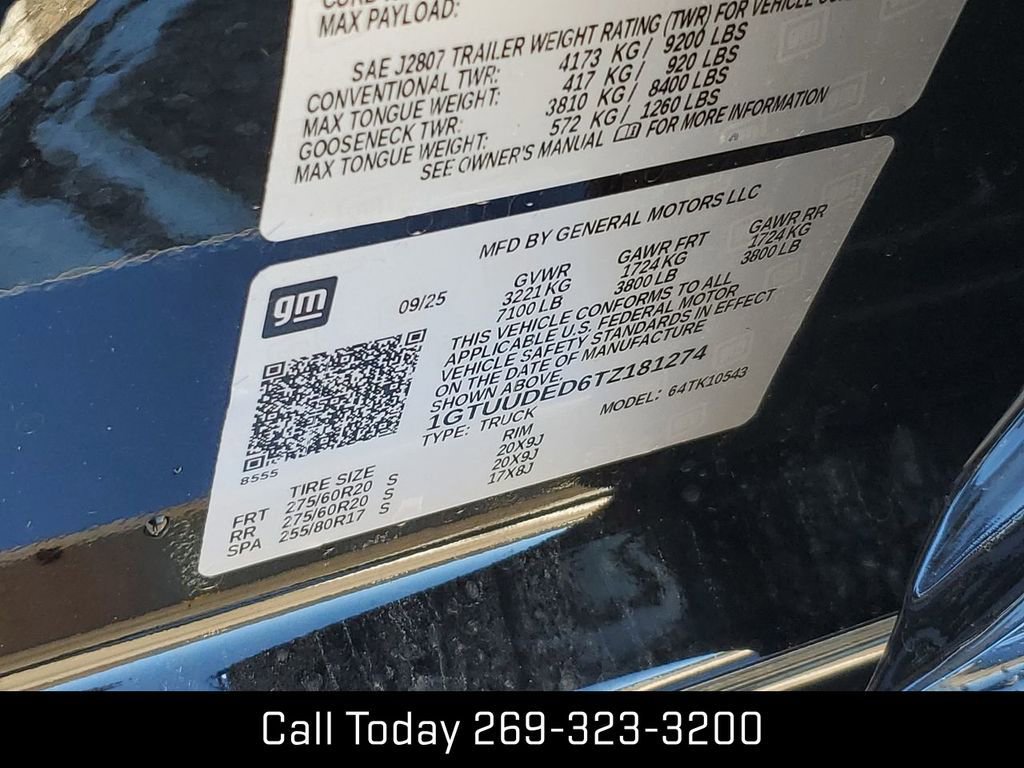 MAX PAYLOAD:
SAE J2807 TRAILER WEIGHT RATING (TWR) FOR VEHICLE
CONVENTIONAL TWR: 4173 KG/ 9200 LBS
MAX TONGUE WEIGHT: 417 KG/ 920 LBS
GOOSENECK TWR: 3810 KG/ 8400 LBS
MAX TONGUE WEIGHT: 572 KG/ 1260 LBS
SEE OWNER'S MANUAL FOR MORE INFORMATION
MFD BY GENERAL MOTORS LLC
gm 09/25
GVWR GAWR FRT GAWR RR
3221 KG 1724 KG 1724 KG
7100 LB 3800 LB 3800 LB
THIS VEHICLE CONFORMS TO ALL
APPLICABLE U.S. FEDERAL MOTOR
VEHICLE SAFETY STANDARDS IN EFFECT
ON THE DATE OF MANUFACTURE
SHOWN ABOVE.
1GTUUDED6TZ181274
TYPE: TRUCK MODEL: 64TK10543
8555
TIRE SIZE RIM
FRT 275/60R20 S 20X9J
RR 275/60R20 S 20X9J
SPA 255/80R17 S 17X8J
Call Today 269-323-3200